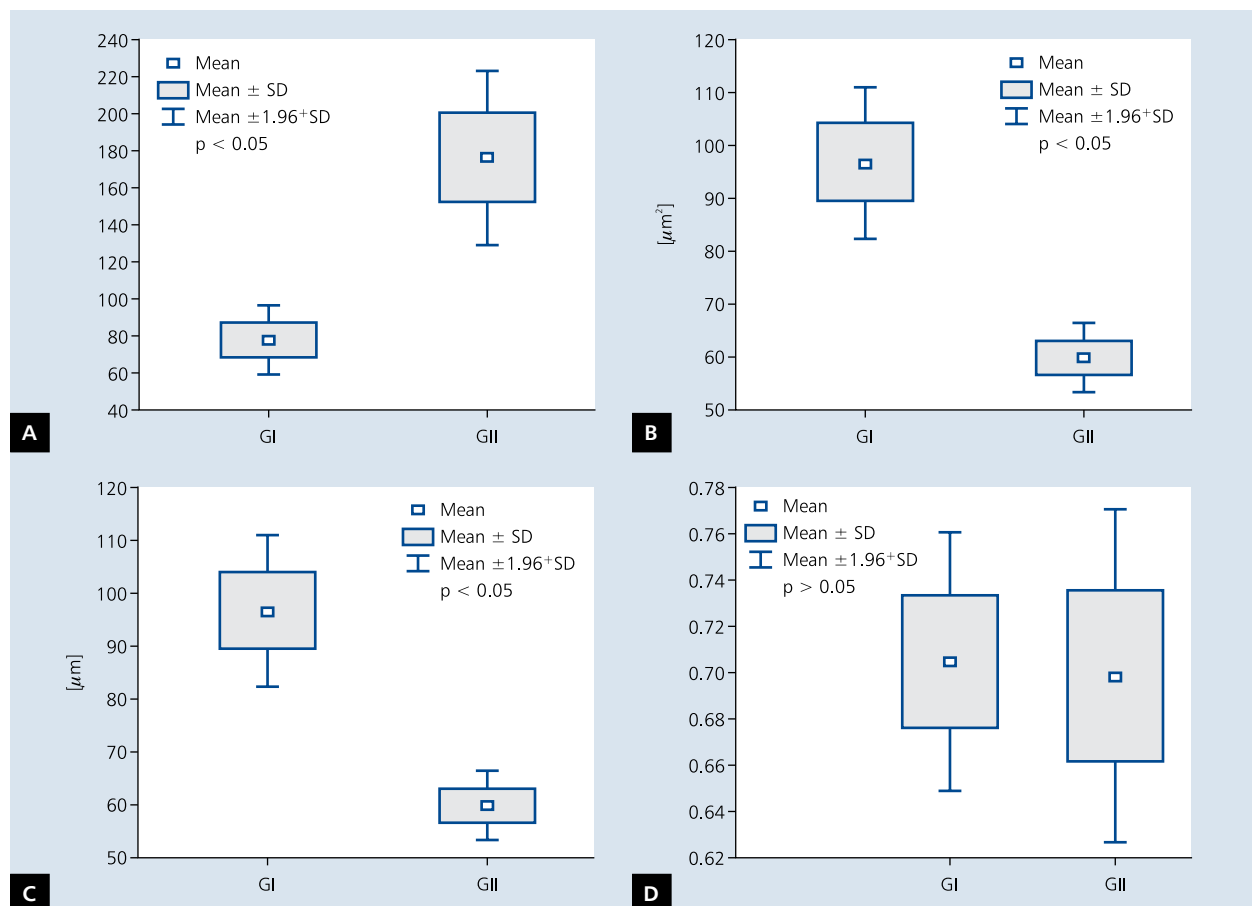 240
220
200
180
160
140
120
100
80
60
40
Mean
Mean ± SD
Mean ±1.96+SD
p < 0.05
GI GII
A
[µm²]
120
110
100
90
80
70
60
50
Mean
Mean ± SD
Mean ±1.96+SD
p < 0.05
GI GII
B
[µm]
120
110
100
90
80
70
60
50
Mean
Mean ± SD
Mean ±1.96+SD
p < 0.05
GI GII
C
0.78
0.76
0.74
0.72
0.70
0.68
0.66
0.64
0.62
Mean
Mean ± SD
Mean ±1.96+SD
p > 0.05
GI GII
D